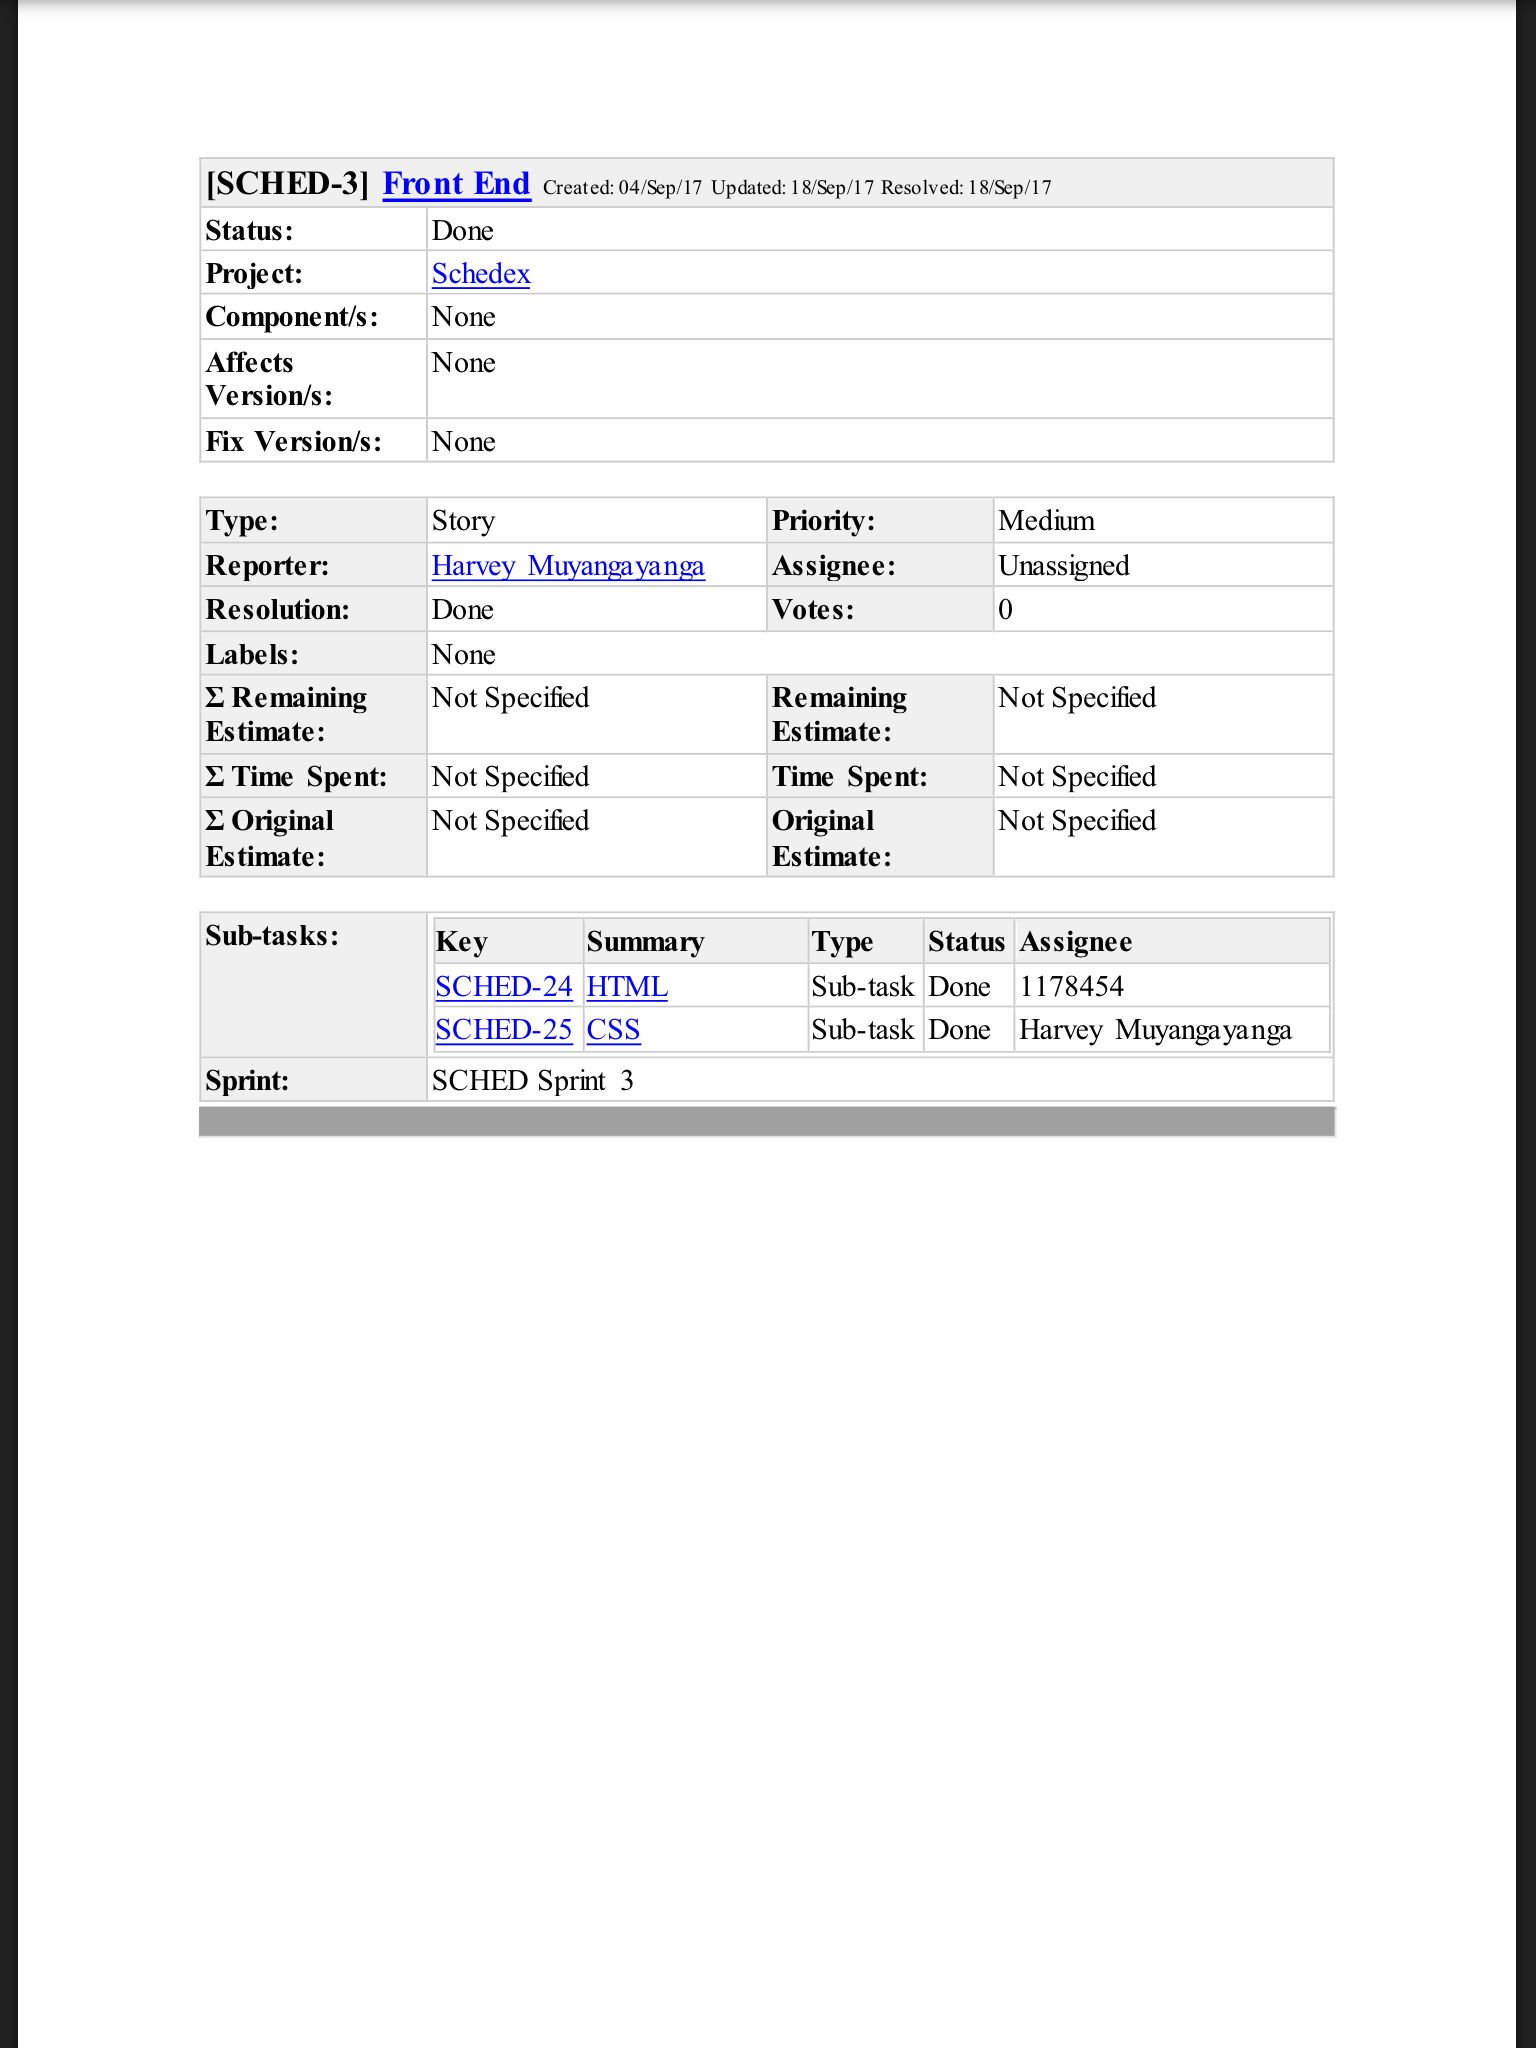 [SCHED-3] Front End Created: 04/Sep/17 Updated: 18/Sep/17 Resolved: 18/Sep/17
Status: Done
Project: Schedex
Component/s: None
Affects Version/s: None
Fix Version/s: None
Type: Story Priority: Medium
Reporter: Harvey Muyangayanga Assignee: Unassigned
Resolution: Done Votes: 0
Labels: None
Σ Remaining Estimate: Not Specified Remaining Estimate: Not Specified
Σ Time Spent: Not Specified Time Spent: Not Specified
Σ Original Estimate: Not Specified Original Estimate: Not Specified
Sub-tasks: Key Summary Type Status Assignee
SCHED-24 HTML Sub-task Done 1178454
SCHED-25 CSS Sub-task Done Harvey Muyangayanga
Sprint: SCHED Sprint 3